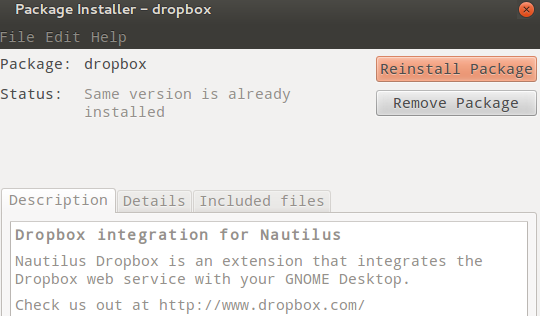 Package Installer – dropbox
File Edit Help
Package: dropbox
Reinstall Package
Status: Same version is already
installed
Remove Package
Description Details Included files
Dropbox integration for Nautilus
Nautilus Dropbox is an extension that integrates the
Dropbox web service with your GNOME Desktop.
Check us out at http://www.dropbox.com/